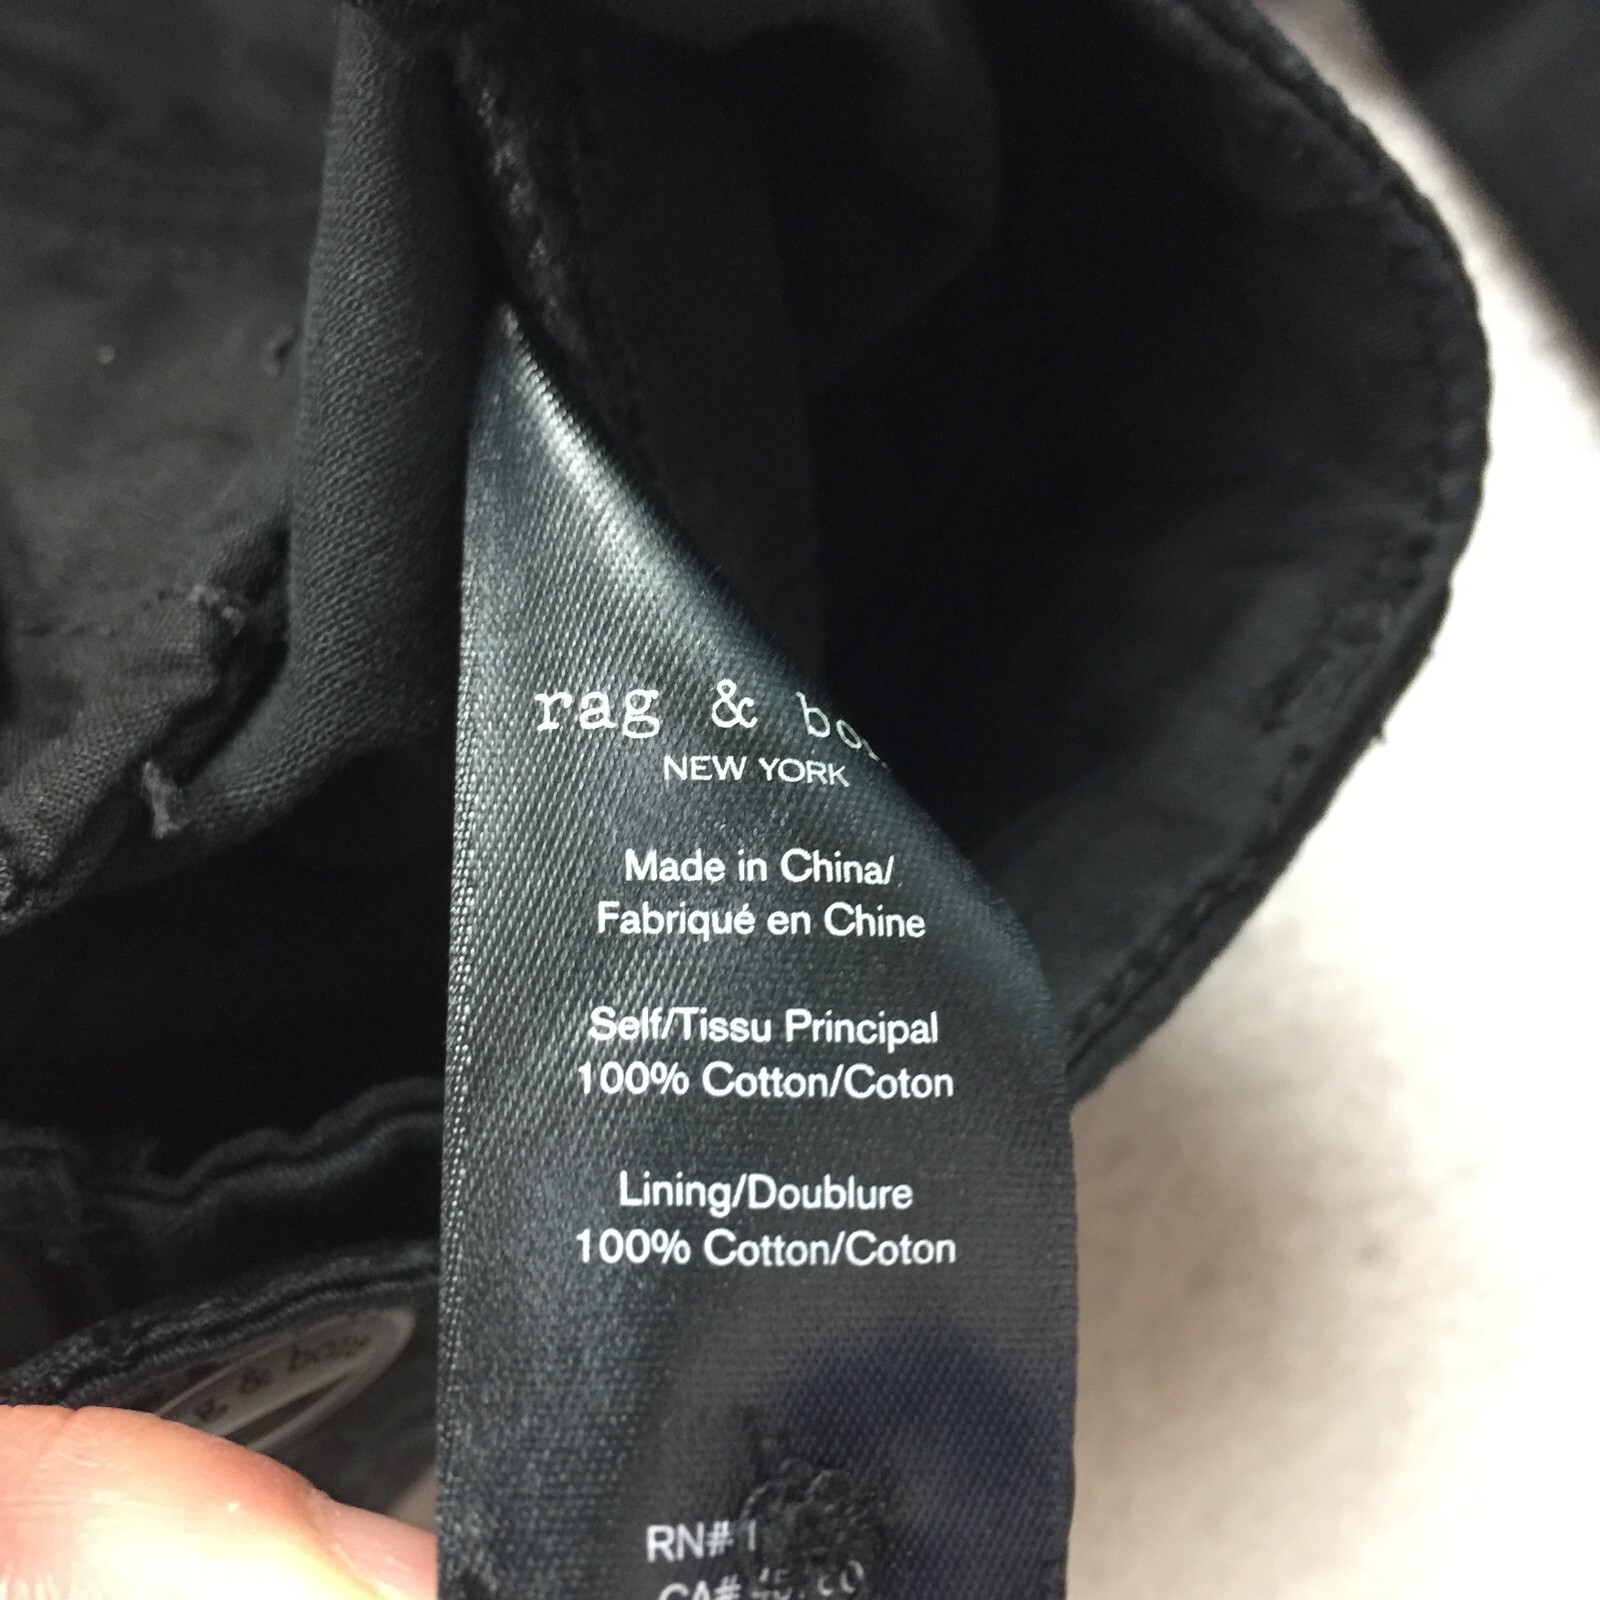 rag &
NEW YORK
Made in China/
Fabriqué en Chine
Self/Tissu Principal
100% Cotton/Coton
Lining/Doublure
100% Cotton/Coton
RN#
CA#
&